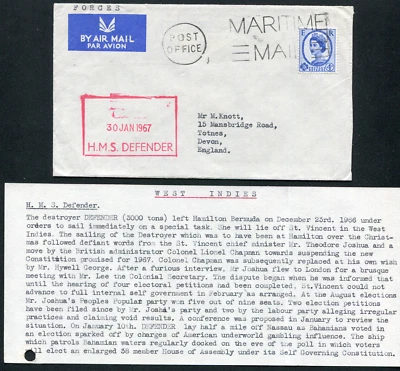 FORCES
BY AIR MAIL
PAR AVION
POST
OFFICE
MARITIME
MAIL
30 JAN 1967
H.M.S. DEFENDER
Mr M.Knott,
15 Mansbridge Road,
Totnes,
Devon,
England.
WEST INDIES
H. M. S. Defender.
The destroyer DEFENDER (3000 tons) left Hamilton Bermuda on December 23rd. 1966 under
orders to sail immediately on a special task. She will lie off St. Vincent in the West
Indies. The sailing of the Destroyer which was to have been at Hamilton over the Christ-
mas followed defiant words from the St. Vincent chief minister Mr. Theodore Joshua and a
move by the British administrator Colonel Lionel Chapman towards suspending the new
Constitution promised for 1967. Colonel Chapman was subsequently replaced at his own wish
by Mr. Hywell George. After a furious interview, Mr Joshua flew to London for a brusque
meeting with Mr. Lee the Colonial Secretary. The dispute began when he was informed that
until the hearing of four electoral petitions had been completed, St.Vincent could not
advance to full internal self government in February as arranged. At the August elections
Mr. Joshua's Peoples Popular party won five out of nine seats. Two election petitions
have been filed since by Mr. Joshua's party and two by the labour party alleging irregular
practices and claiming void results. A conference was proposed in January to review the
situation. On January 10th. DEFENDER lay half a mile off Nassau as Bahamians voted in
an election sparked off by charges of American underworld gambling influence. The ship
which patrols Bahamian waters regularly docked on the eve of the poll in which voters
all elect an enlarged 38 member House of Assembly under its Self Governing Constitution.